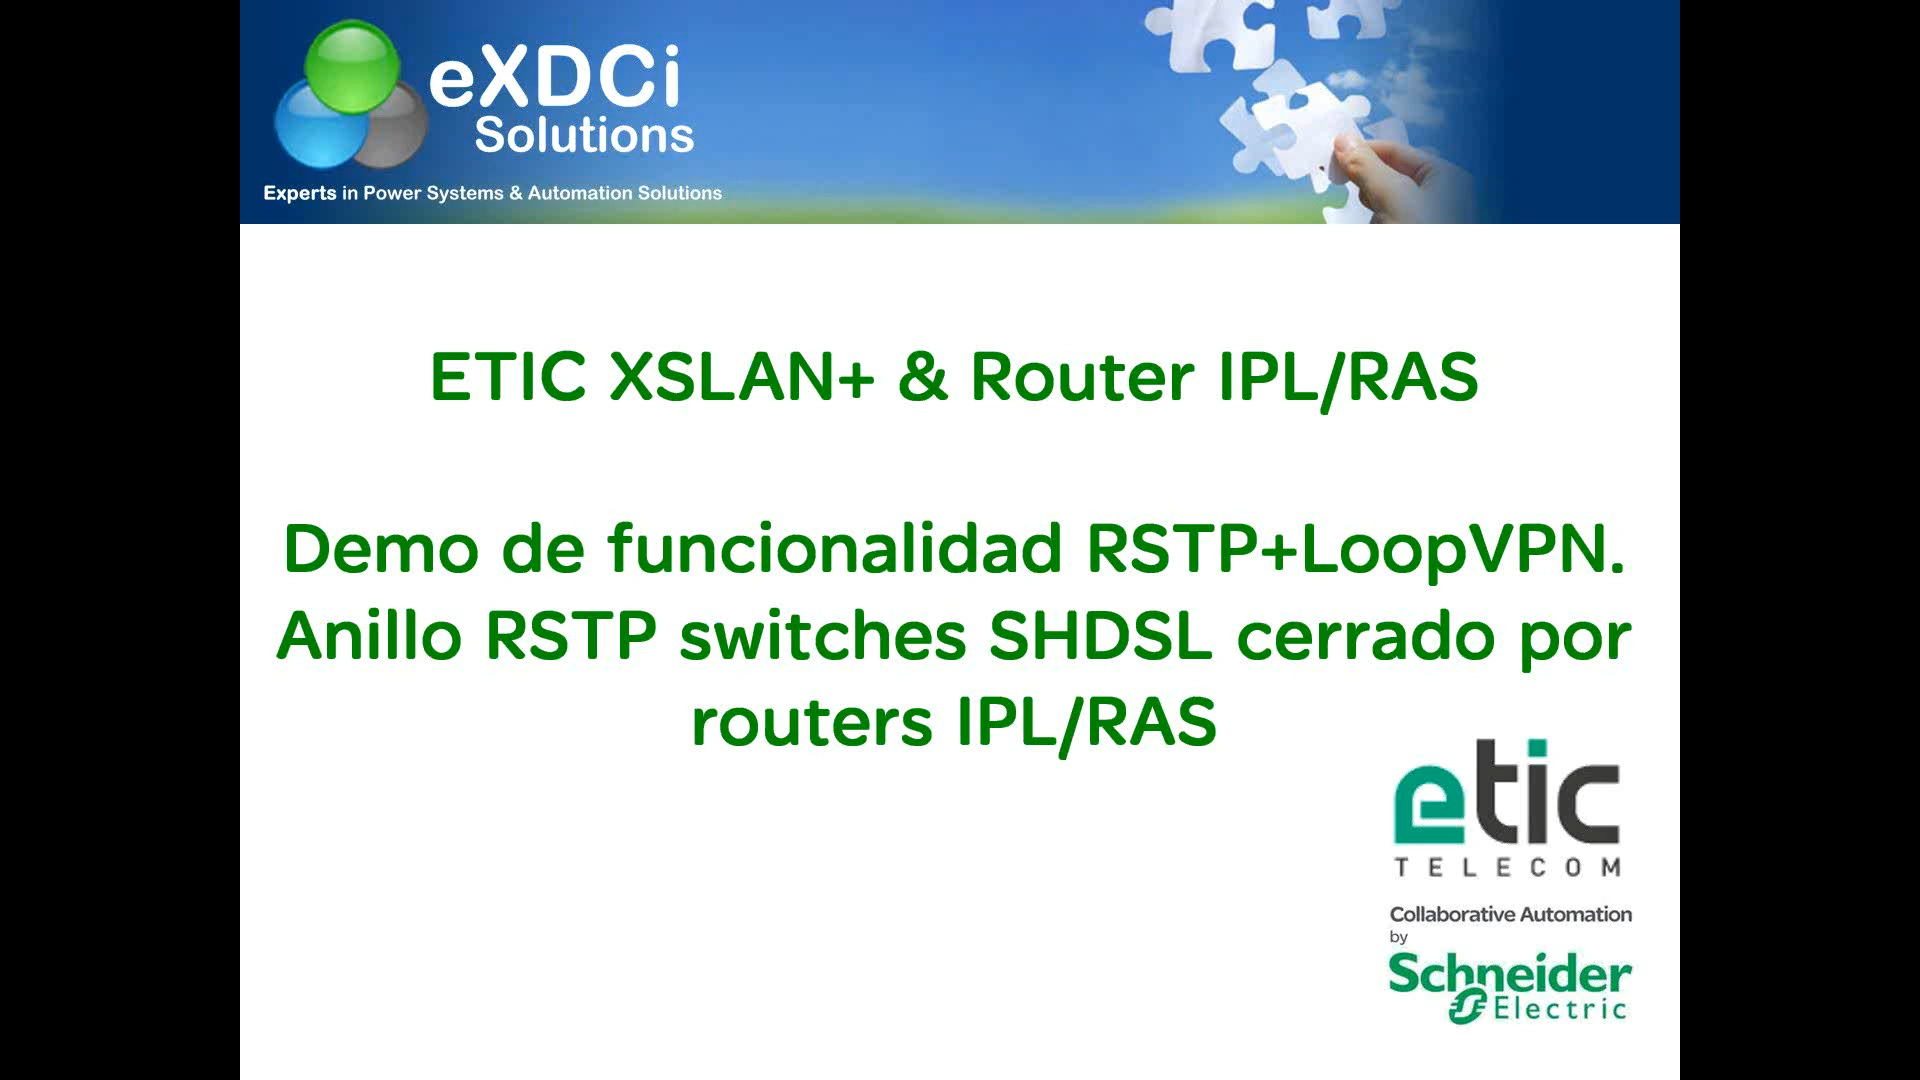 eXDCi
Solutions
Experts in Power Systems & Automation Solutions
ETIC XSLAN+ & Router IPL/RAS
Demo de funcionalidad RSTP+LoopVPN.
Anillo RSTP switches SHDSL cerrado por
routers IPL/RAS
etic
TELECOM
Collaborative Automation
by
Schneider
Electric